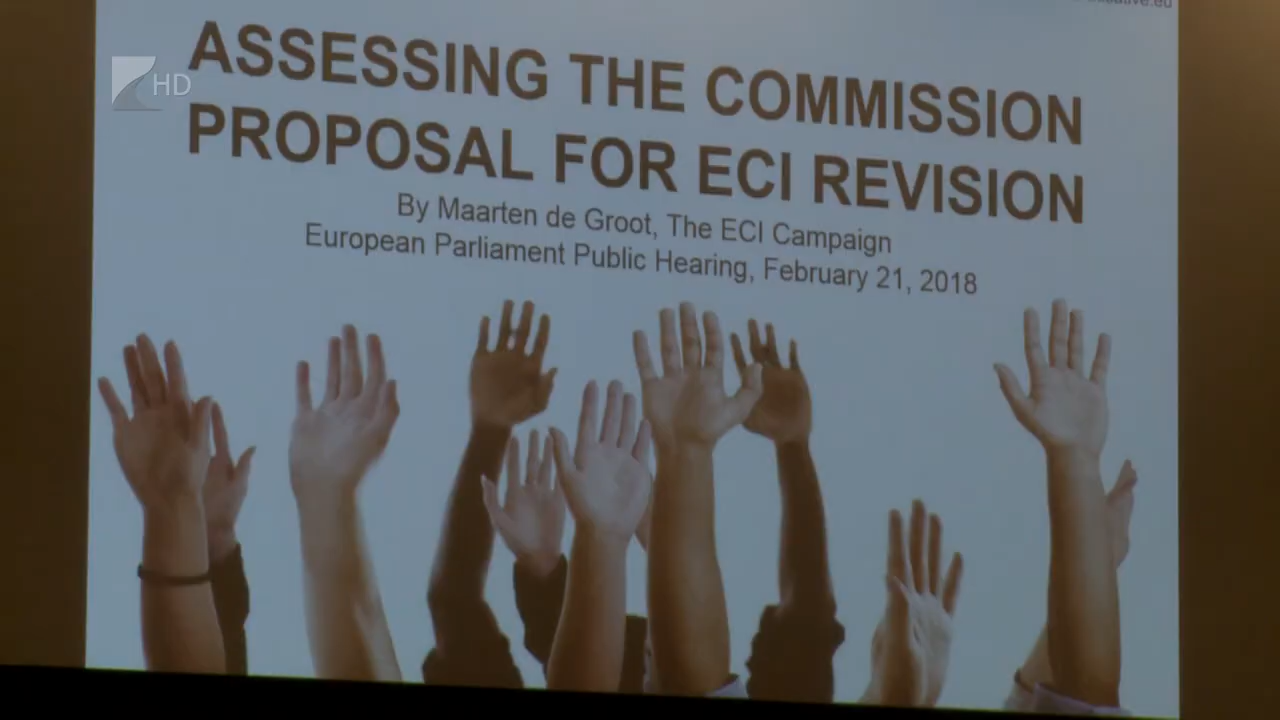 HD
ASSESSING THE COMMISSION
PROPOSAL FOR ECI REVISION
By Maarten de Groot, The ECI Campaign
European Parliament Public Hearing, February 21, 2018